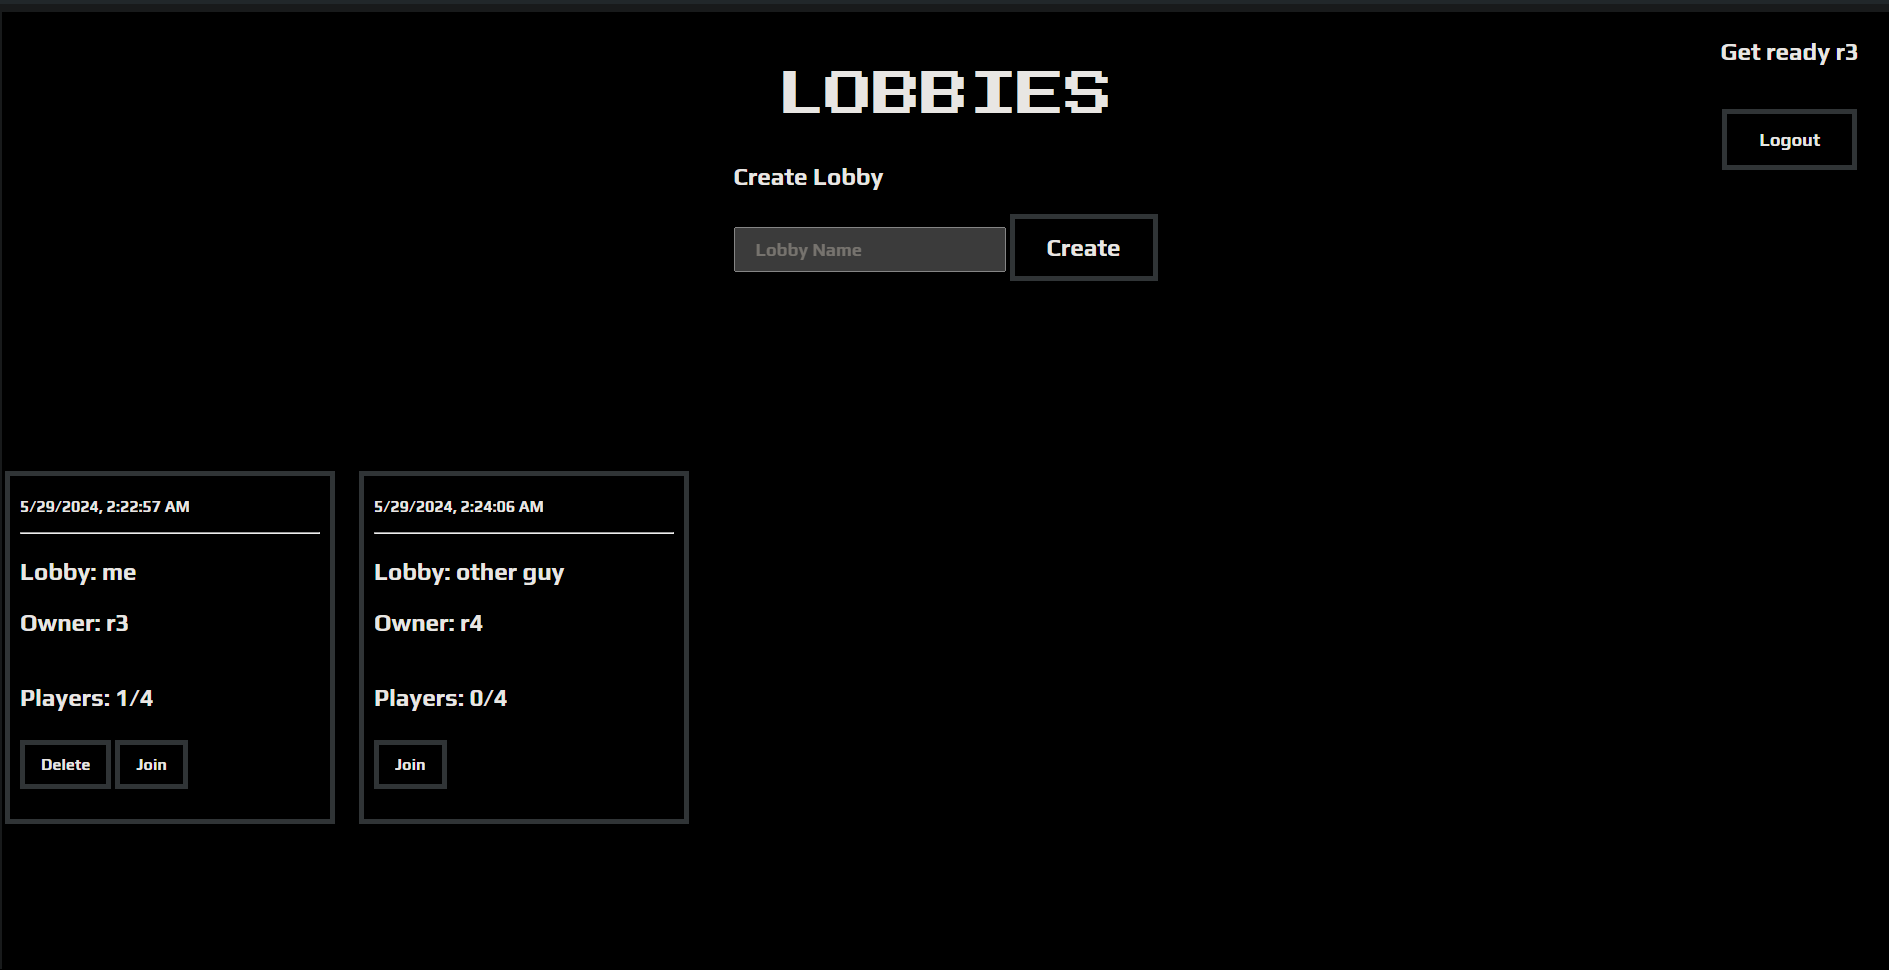 Get ready r3
LOBBIES
Logout
Create Lobby
Lobby Name
Create
5/29/2024, 2:22:57 AM
Lobby: me
Owner: r3
Players: 1/4
Delete
Join
5/29/2024, 2:24:06 AM
Lobby: other guy
Owner: r4
Players: 0/4
Join